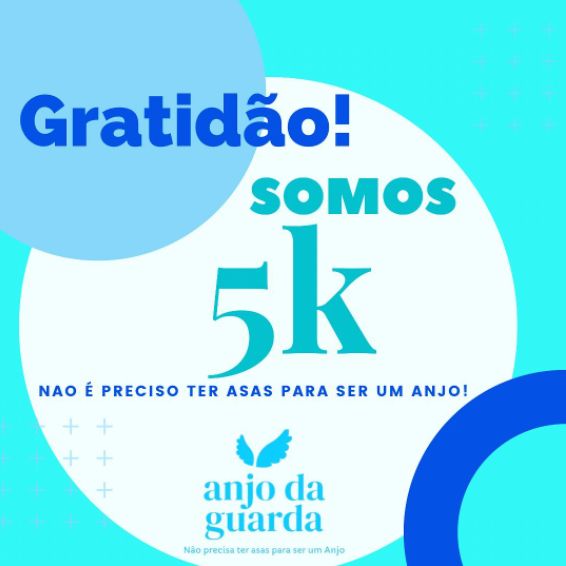 Gratidão!
SOMOS
5k
NAO É PRECISO TER ASAS PARA SER UM ANJO!
anjo da
guarda
Não precisa ter asas para ser um Anjo